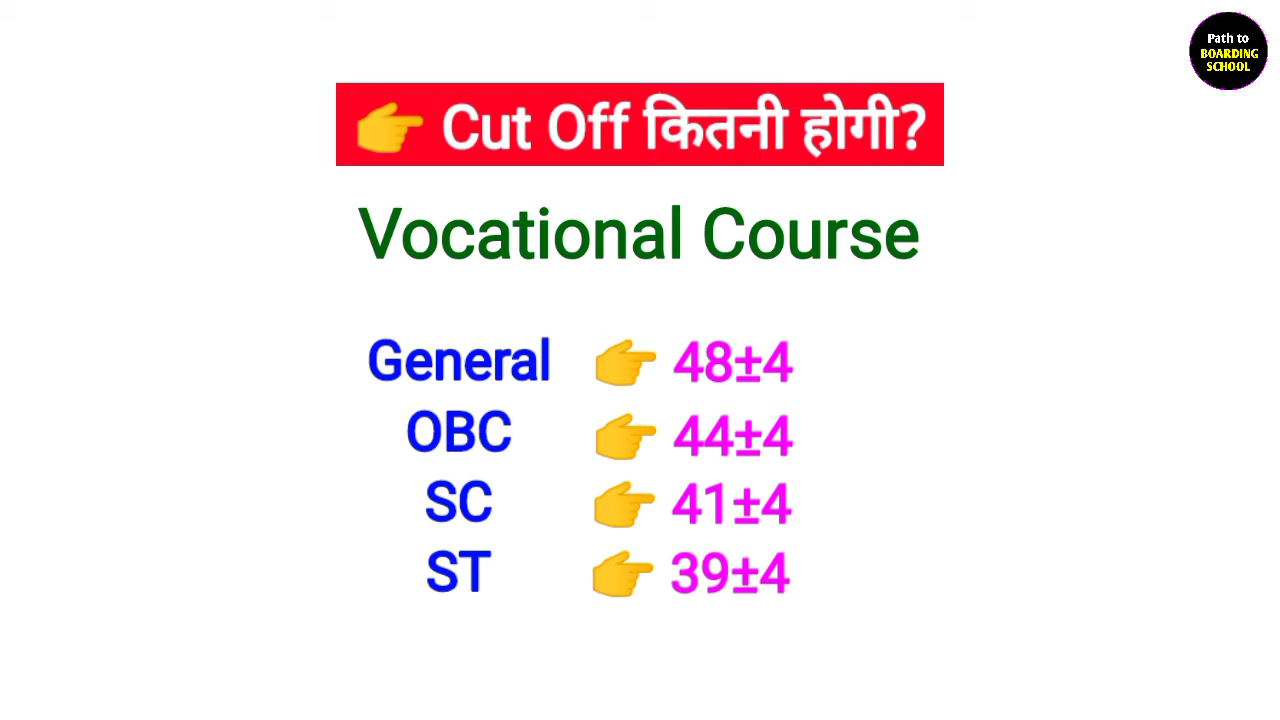 Path to
BOARDING
SCHOOL
👉 Cut Off कितनी होगी?
Vocational Course
General 👉 48±4
OBC 👉 44±4
SC 👉 41±4
ST 👉 39±4